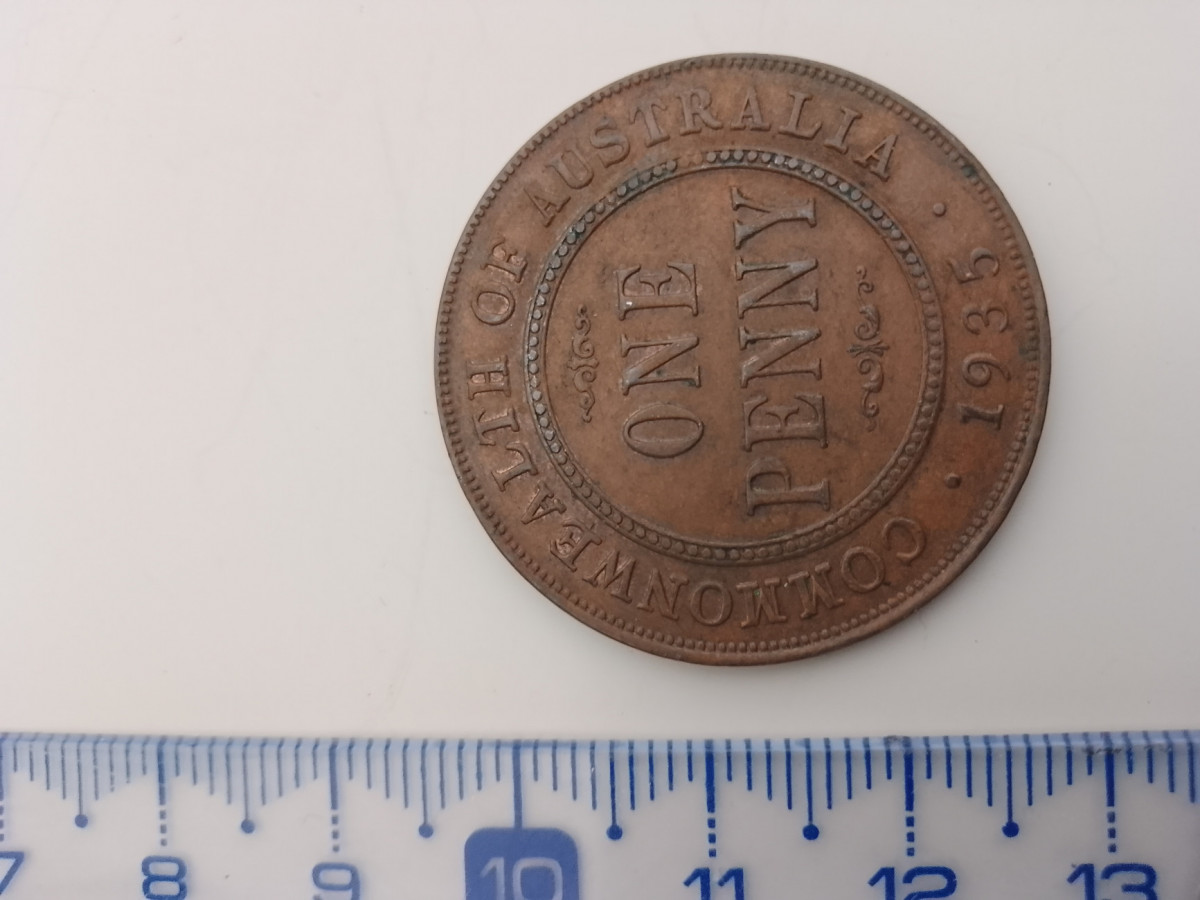 COMMONWEALTH OF AUSTRALIA · 1935 ·
ONE
PENNY
7 8 9 10 11 12 13